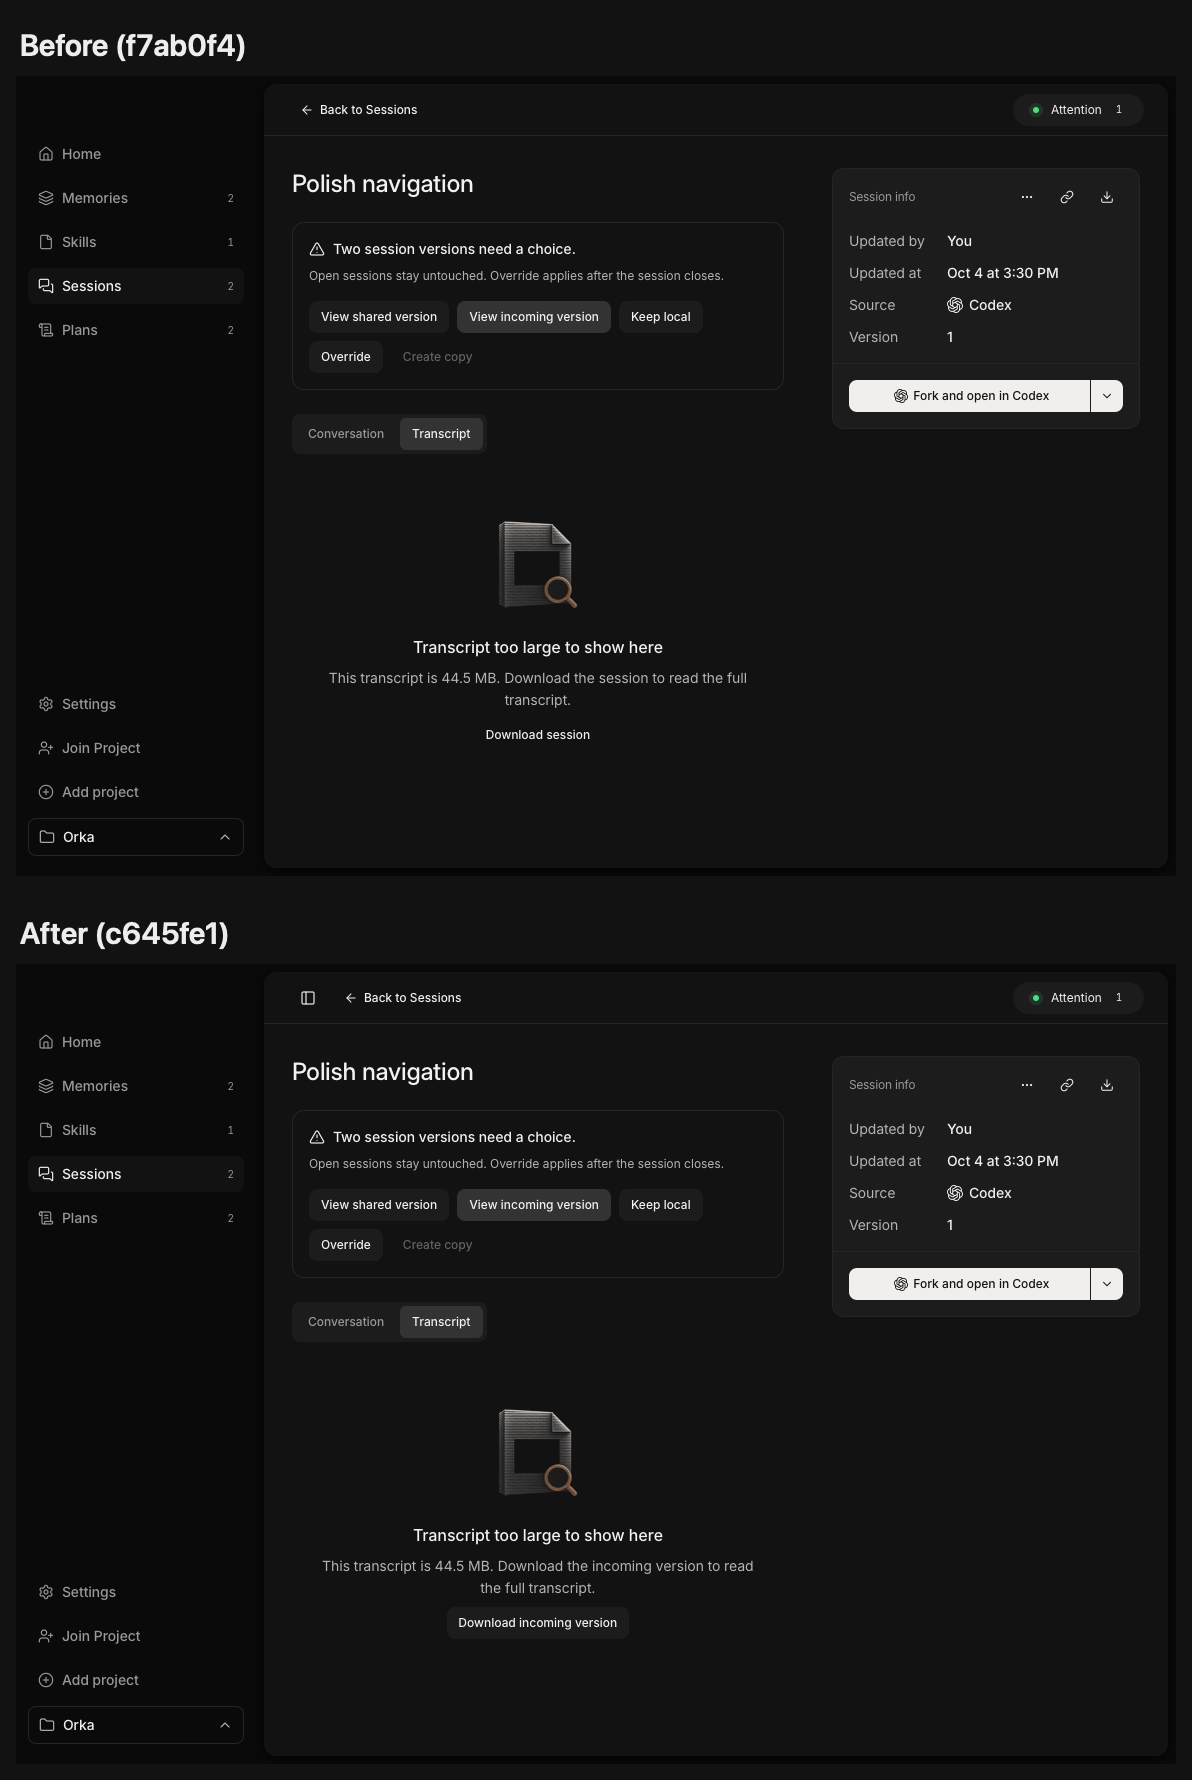 Before (f7ab0f4)
Back to Sessions
Attention 1
Home
Memories 2
Skills 1
Sessions 2
Plans 2
Settings
Join Project
Add project
Orka
Polish navigation
Two session versions need a choice.
Open sessions stay untouched. Override applies after the session closes.
View shared version View incoming version Keep local
Override Create copy
Conversation Transcript
Transcript too large to show here
This transcript is 44.5 MB. Download the session to read the full
transcript.
Download session
Session info
Updated by You
Updated at Oct 4 at 3:30 PM
Source Codex
Version 1
Fork and open in Codex
After (c645fe1)
Back to Sessions
Attention 1
Home
Memories 2
Skills 1
Sessions 2
Plans 2
Settings
Join Project
Add project
Orka
Polish navigation
Two session versions need a choice.
Open sessions stay untouched. Override applies after the session closes.
View shared version View incoming version Keep local
Override Create copy
Conversation Transcript
Transcript too large to show here
This transcript is 44.5 MB. Download the incoming version to read
the full transcript.
Download incoming version
Session info
Updated by You
Updated at Oct 4 at 3:30 PM
Source Codex
Version 1
Fork and open in Codex